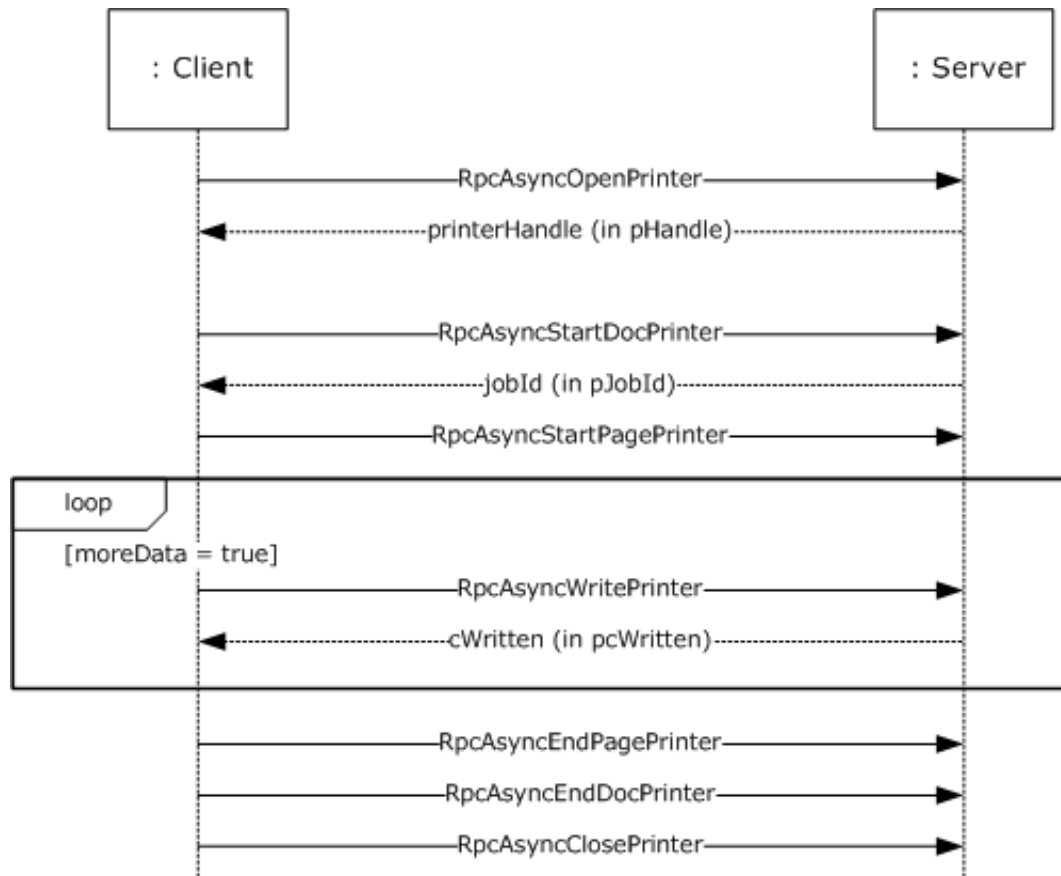 : Client
: Server
RpcAsyncOpenPrinter
printerHandle (in pHandle)
RpcAsyncStartDocPrinter
jobId (in pJobId)
RpcAsyncStartPagePrinter
loop
[moreData = true]
RpcAsyncWritePrinter
cWritten (in pcWritten)
RpcAsyncEndPagePrinter
RpcAsyncEndDocPrinter
RpcAsyncClosePrinter